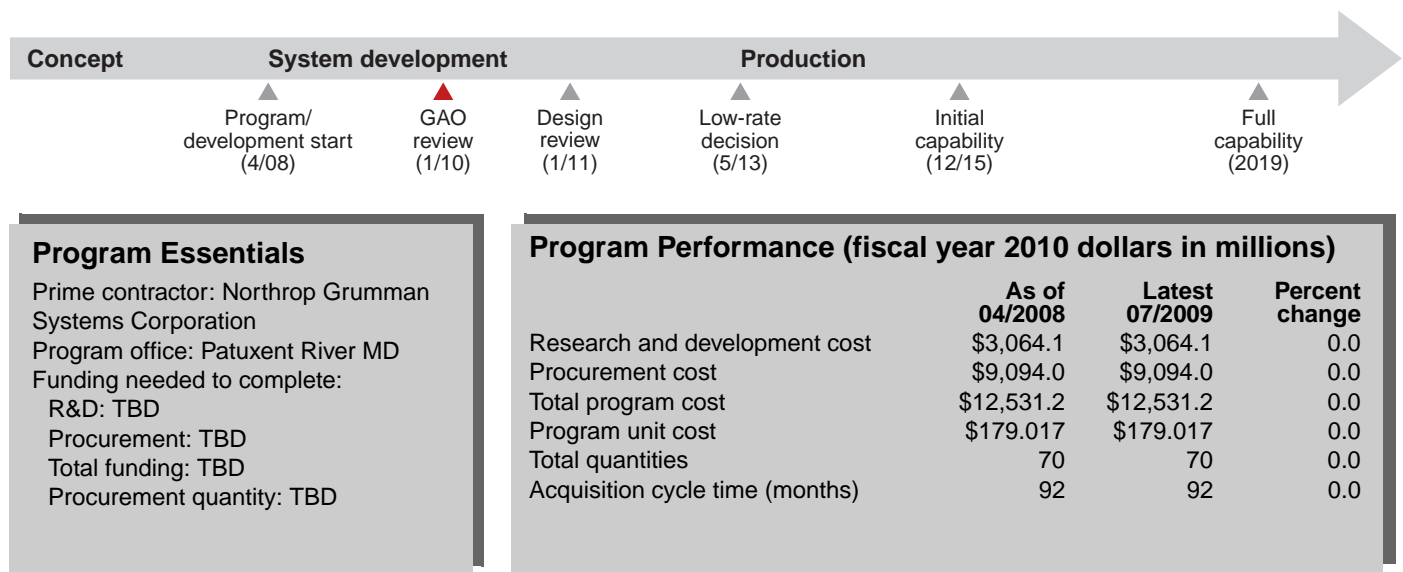 Concept System development Production
Program/
development start
(4/08)
GAO
review
(1/10)
Design
review
(1/11)
Low-rate
decision
(5/13)
Initial
capability
(12/15)
Full
capability
(2019)
Program Essentials
Prime contractor: Northrop Grumman
Systems Corporation
Program office: Patuxent River MD
Funding needed to complete:
R&D: TBD
Procurement: TBD
Total funding: TBD
Procurement quantity: TBD
Program Performance (fiscal year 2010 dollars in millions)
As of Latest Percent
04/2008 07/2009 change
Research and development cost $3,064.1 $3,064.1 0.0
Procurement cost $9,094.0 $9,094.0 0.0
Total program cost $12,531.2 $12,531.2 0.0
Program unit cost $179.017 $179.017 0.0
Total quantities 70 70 0.0
Acquisition cycle time (months) 92 92 0.0